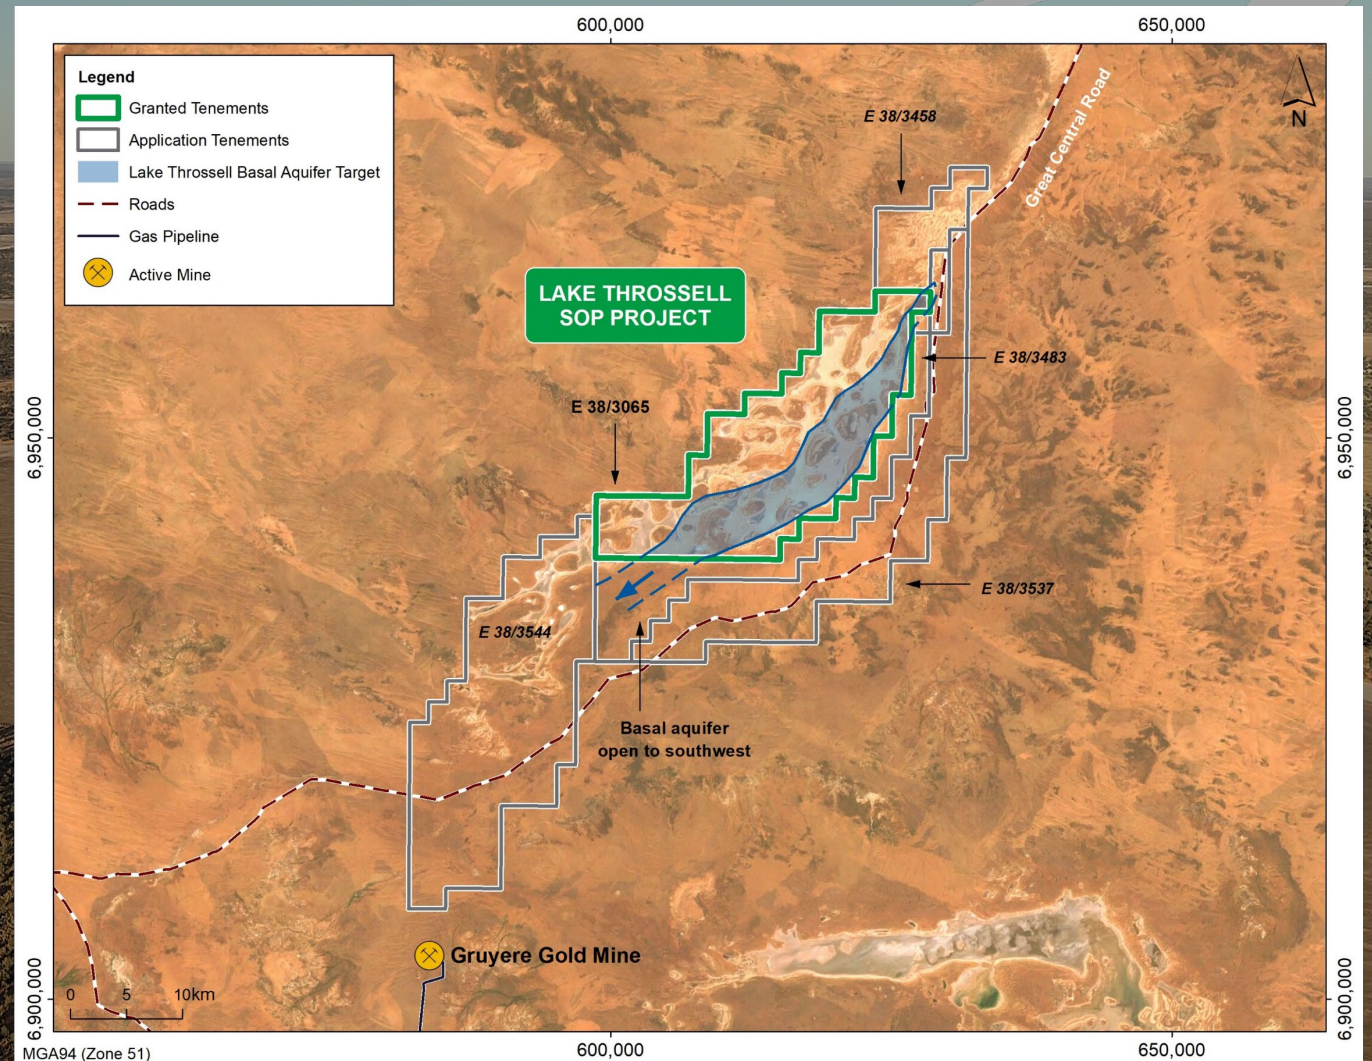 600,000
650,000
Legend
Granted Tenements
Application Tenements
Lake Throssell Basal Aquifer Target
Roads
Gas Pipeline
Active Mine
N
Great Central Road
E 38/3458
LAKE THROSSELL
SOP PROJECT
E 38/3483
E 38/3065
6,950,000
6,950,000
E 38/3537
E 38/3544
Basal aquifer
open to southwest
Gruyere Gold Mine
0 5 10km
6,900,000
6,900,000
600,000
650,000
MGA94 (Zone 51)